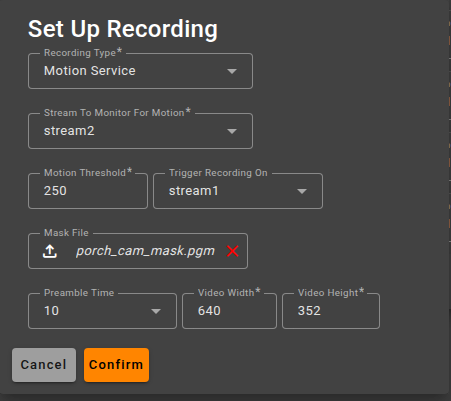 Set Up Recording
Recording Type*
Motion Service
Stream To Monitor For Motion*
stream2
Motion Threshold* Trigger Recording On
250 stream1
Mask File
porch_cam_mask.pgm
Preamble Time Video Width* Video Height*
10 640 352
Cancel Confirm